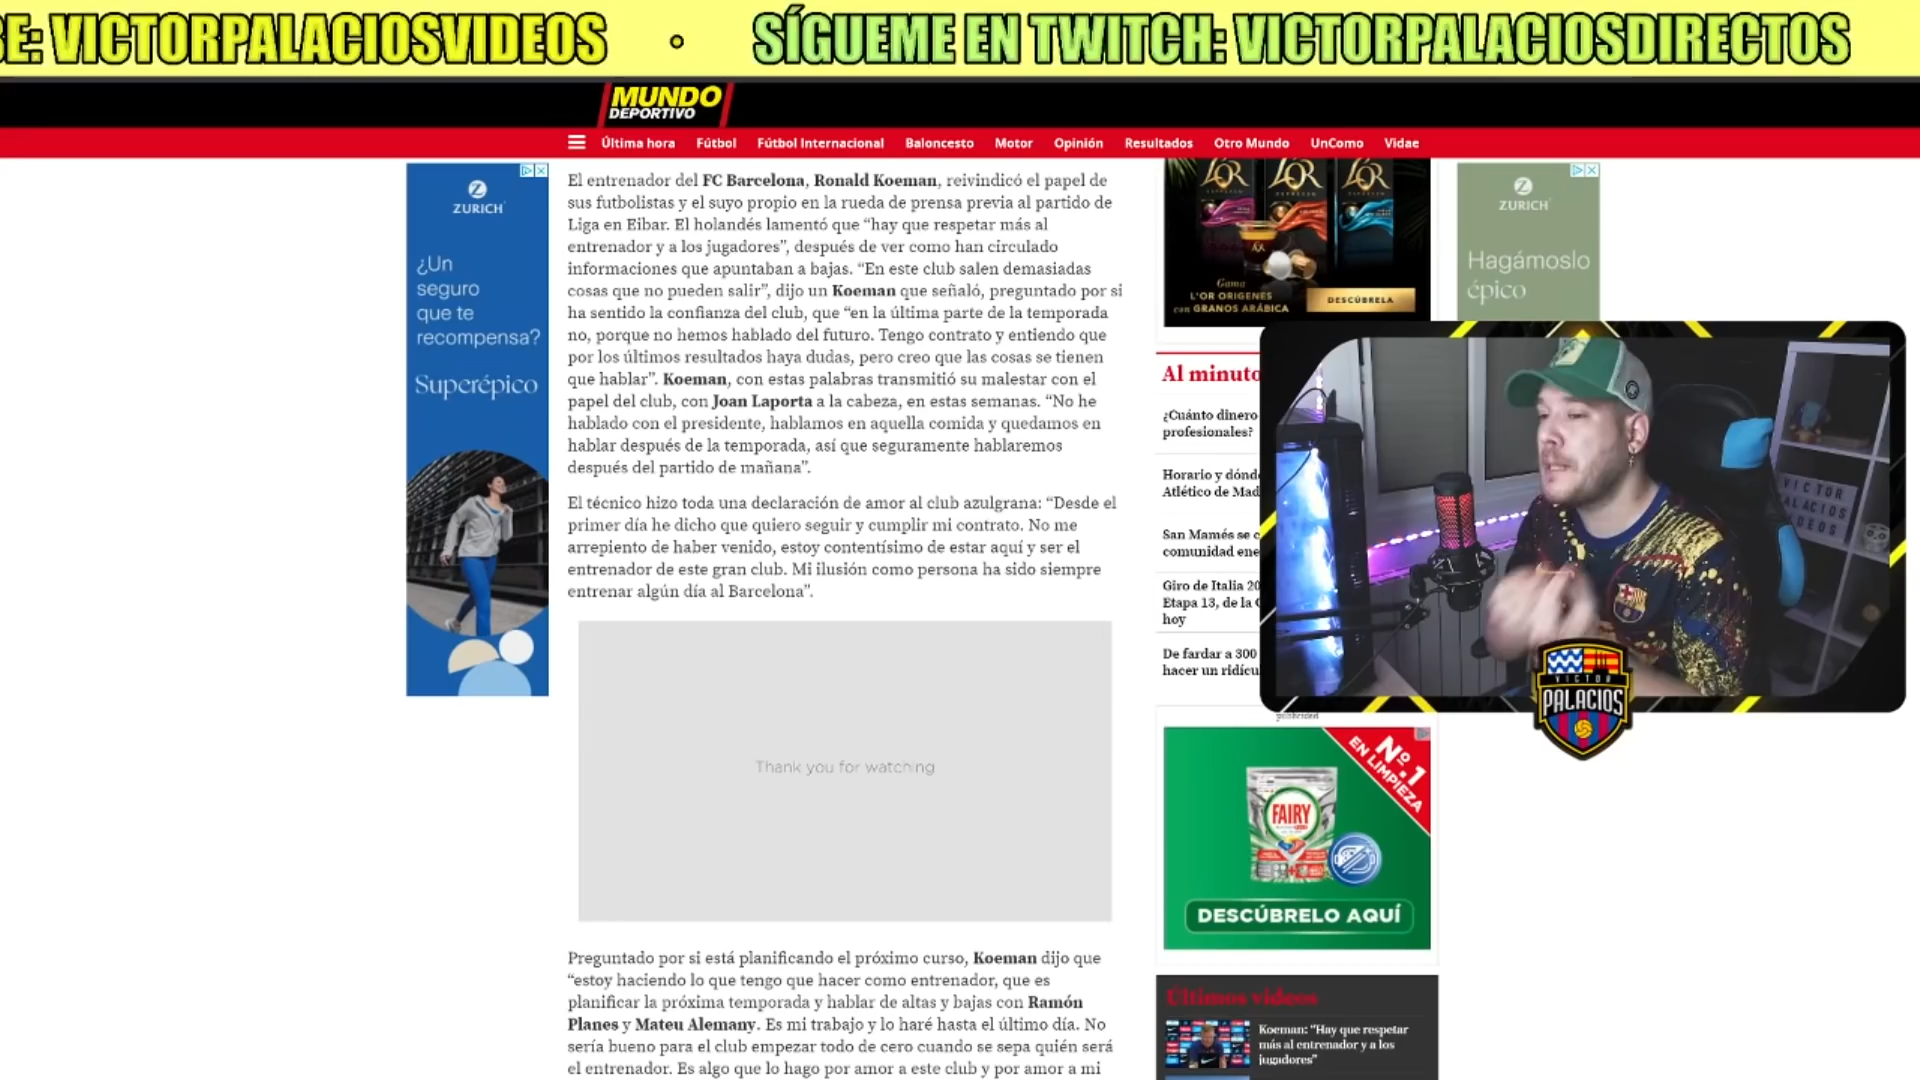 BE: VICTORPALACIOSVIDEOS • SÍGUEME EN TWITCH: VICTORPALACIOSDIRECTOS
MUNDO
DEPORTIVO
Última hora Fútbol Fútbol Internacional Baloncesto Motor Opinión Resultados Otro Mundo UnComo Vidae
ZURICH
¿Un
seguro
que te
recompensa?
Superépico
El entrenador del FC Barcelona, Ronald Koeman, reivindicó el papel de
sus futbolistas y el suyo propio en la rueda de prensa previa al partido de
Liga en Eibar. El holandés lamentó que “hay que respetar más al
entrenador y a los jugadores”, después de ver como han circulado
informaciones que apuntaban a bajas. “En este club salen demasiadas
cosas que no pueden salir”, dijo un Koeman que señaló, preguntado por si
ha sentido la confianza del club, que “en la última parte de la temporada
no, porque no hemos hablado del futuro. Tengo contrato y entiendo que
por los últimos resultados haya dudas, pero creo que las cosas se tienen
que hablar”. Koeman, con estas palabras transmitió su malestar con el
papel del club, con Joan Laporta a la cabeza, en estas semanas. “No he
hablado con el presidente, hablamos en aquella comida y quedamos en
hablar después de la temporada, así que seguramente hablaremos
después del partido de mañana”.
El técnico hizo toda una declaración de amor al club azulgrana: “Desde el
primer día he dicho que quiero seguir y cumplir mi contrato. No me
arrepiento de haber venido, estoy contentísimo de estar aquí y ser el
entrenador de este gran club. Mi ilusión como persona ha sido siempre
entrenar algún día al Barcelona”.
Thank you for watching
Preguntado por si está planificando el próximo curso, Koeman dijo que
“estoy haciendo lo que tengo que hacer como entrenador, que es
planificar la próxima temporada y hablar de altas y bajas con Ramón
Planes y Mateu Alemany. Es mi trabajo y lo haré hasta el último día. No
sería bueno para el club empezar todo de cero cuando se sepa quién será
el entrenador. Es algo que lo hago por amor a este club y por amor a mi
L'OR L'OR L'OR
Gama
L'OR ORIGENES
con GRANOS ARÁBICA
DESCÚBRELA
ZURICH
Hagámoslo
épico
Al minuto
¿Cuánto dinero
profesionales?
Horario y dónde
Atlético de Mad
San Mamés se c
comunidad ene
Giro de Italia 20
Etapa 13, de la
hoy
De fardar a 300
hacer un ridícu
VICTOR
PALACIOS
VIDEOS
VICTOR
PALACIOS
publicidad
Nº.1
EN LIMPIEZA
FAIRY
DESCÚBRELO AQUÍ
Últimos vídeos
Koeman: “Hay que respetar
más al entrenador y a los
jugadores”